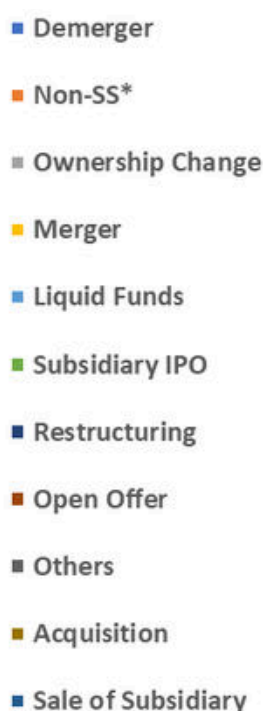 Demerger
Non-SS*
Ownership Change
Merger
Liquid Funds
Subsidiary IPO
Restructuring
Open Offer
Others
Acquisition
Sale of Subsidiary